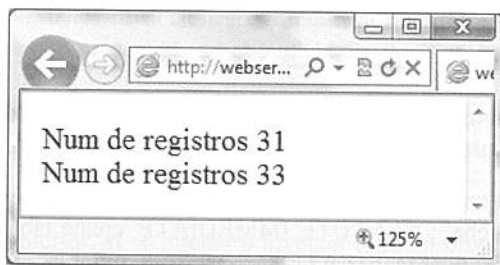 http://webser...
we
Num de registros 31
Num de registros 33
125%